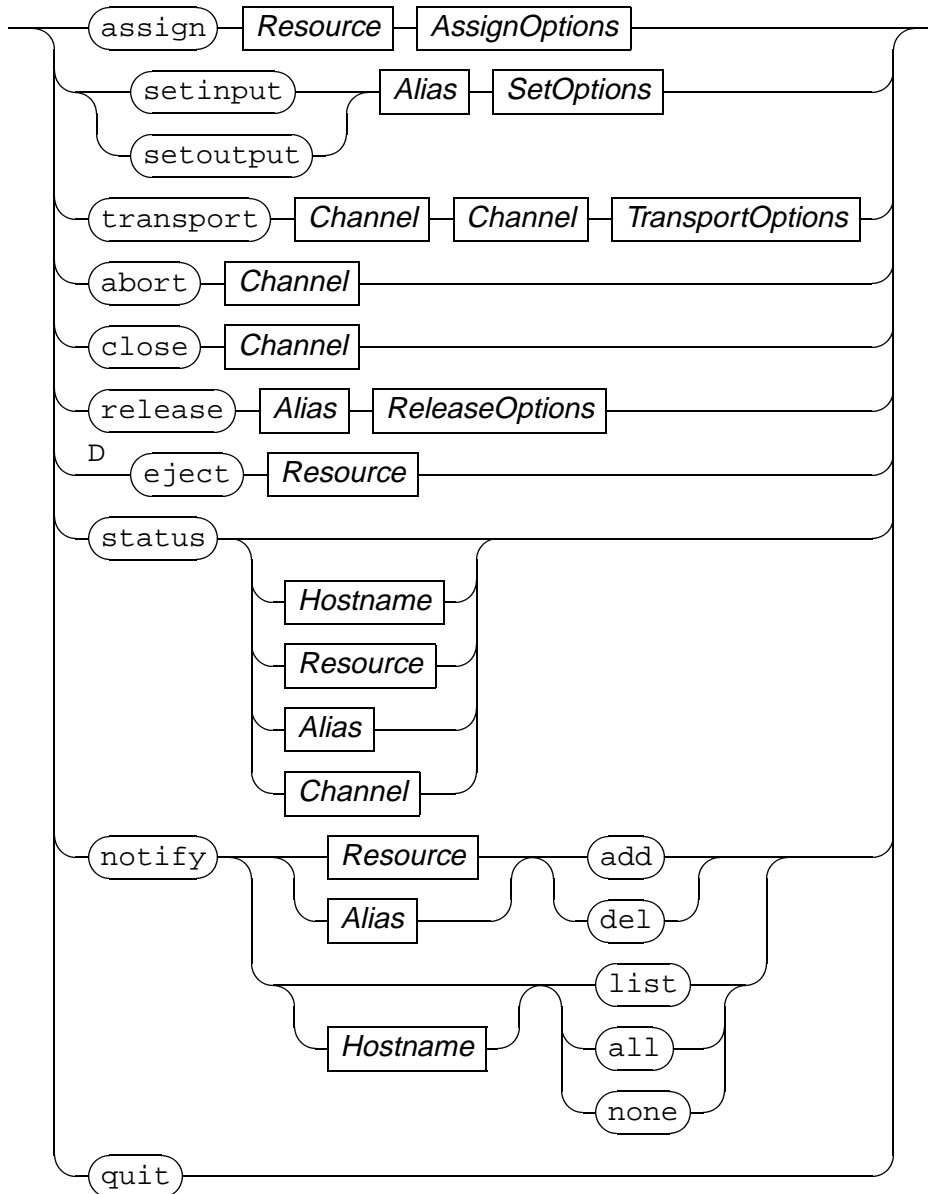 assign Resource AssignOptions
setinput Alias SetOptions
setoutput
transport Channel Channel TransportOptions
abort Channel
close Channel
release Alias ReleaseOptions
D
eject Resource
status
Hostname
Resource
Alias
Channel
notify Resource add
Alias del
list
Hostname all
none
quit